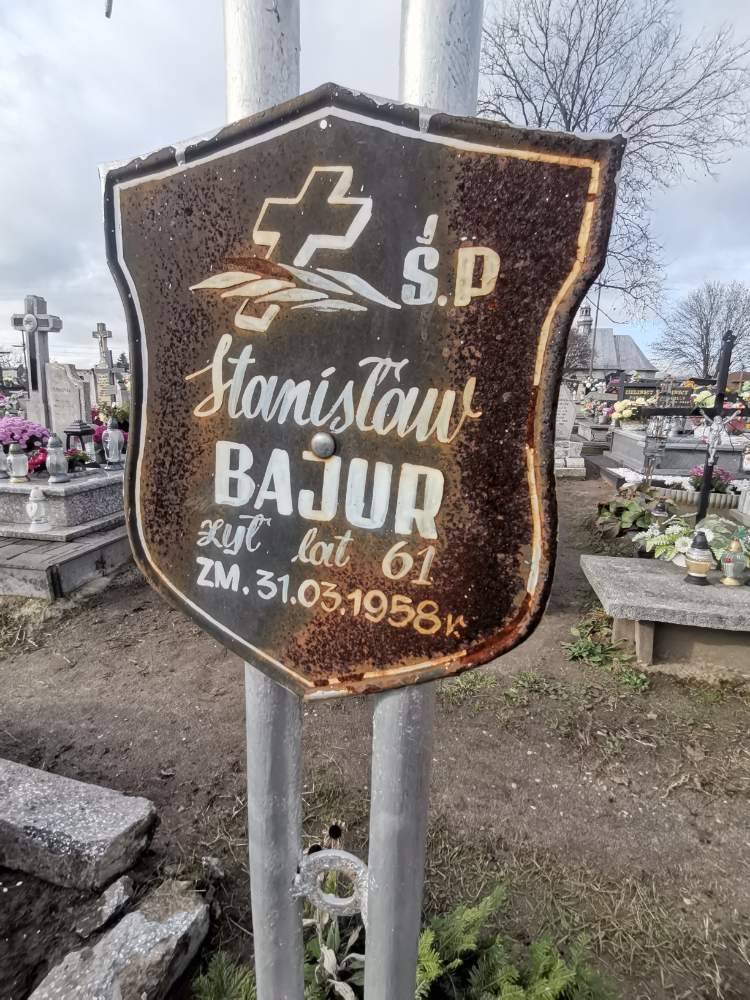 Ś.P
Stanisław
BAJUR
żył lat 61
ZM. 31.03.1958 r.